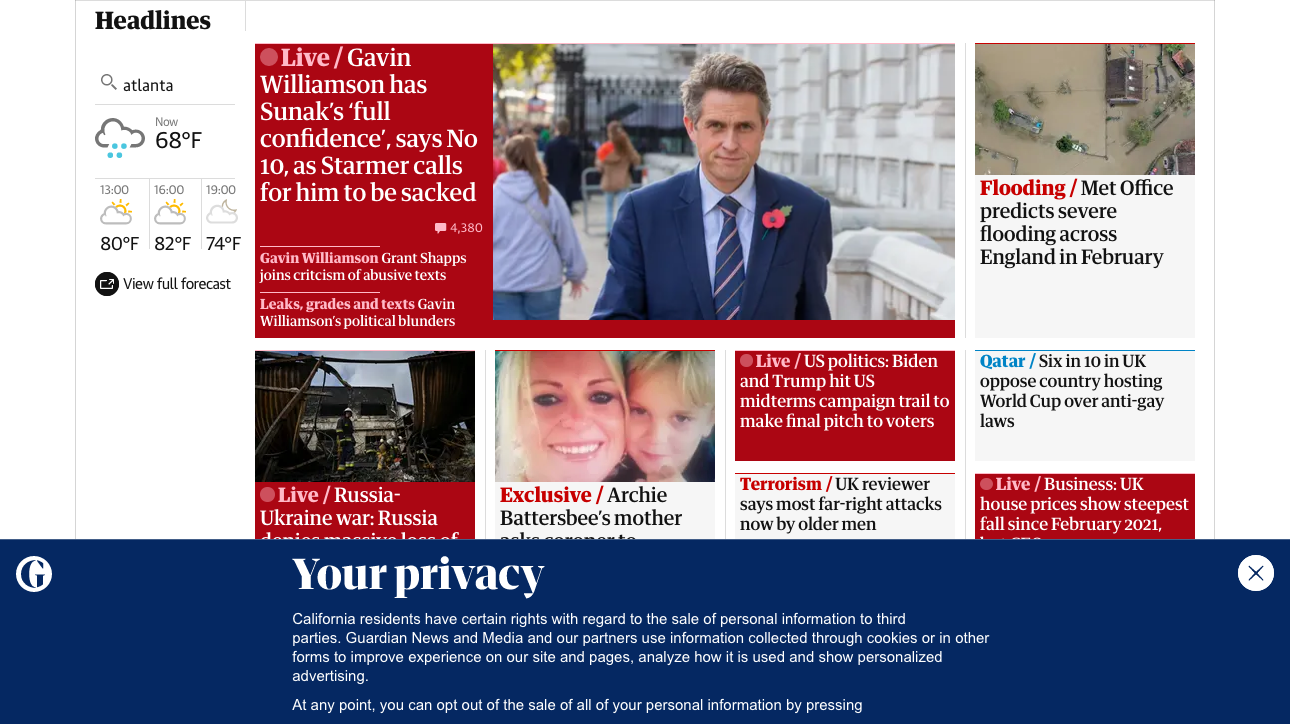 Headlines
atlanta
Now
68°F
13:00
16:00
19:00
80°F
82°F
74°F
View full forecast
Live / Gavin
Williamson has
Sunak's 'full
confidence', says No
10, as Starmer calls
for him to be sacked
4,380
Gavin Williamson Grant Shapps
joins critcism of abusive texts
Leaks, grades and texts Gavin
Williamson's political blunders
Flooding / Met Office
predicts severe
flooding across
England in February
Live / Russia-
Ukraine war: Russia
denies massive loss of
Exclusive / Archie
Battersbee's mother
asks coroner to
Live / US politics: Biden
and Trump hit US
midterms campaign trail to
make final pitch to voters
Terrorism / UK reviewer
says most far-right attacks
now by older men
Qatar / Six in 10 in UK
oppose country hosting
World Cup over anti-gay
laws
Live / Business: UK
house prices show steepest
fall since February 2021,
G
Your privacy
California residents have certain rights with regard to the sale of personal information to third
parties. Guardian News and Media and our partners use information collected through cookies or in other
forms to improve experience on our site and pages, analyze how it is used and show personalized
advertising.
At any point, you can opt out of the sale of all of your personal information by pressing